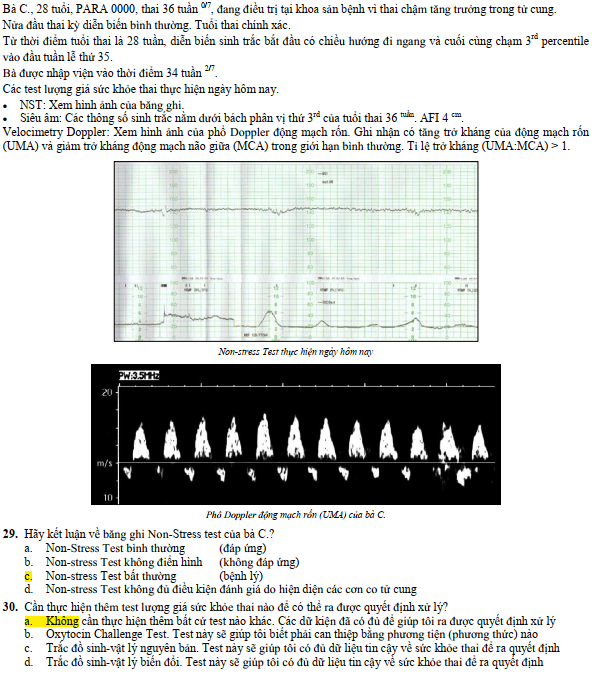 Bà C., 28 tuổi, PARA 0000, thai 36 tuần 0/7, đang điều trị tại khoa sản bệnh vì thai chậm tăng trưởng trong tử cung.
Nửa đầu thai kỳ diễn biến bình thường. Tuổi thai chính xác.
Từ thời điểm tuổi thai là 28 tuần, diễn biến sinh trắc bắt đầu có chiều hướng đi ngang và cuối cùng chạm 3rd percentile
vào đầu tuần lễ thứ 35.
Bà được nhập viện vào thời điểm 34 tuần 2/7.
Các test lượng giá sức khỏe thai thực hiện ngày hôm nay.
• NST: Xem hình ảnh của băng ghi.
• Siêu âm: Các thông số sinh trắc nằm dưới bách phân vị thứ 3rd của tuổi thai 36 tuần. AFI 4 cm.
Velocimetry Doppler: Xem hình ảnh của phổ Doppler động mạch rốn. Ghi nhận có tăng trở kháng của động mạch rốn
(UMA) và giảm trở kháng động mạch não giữa (MCA) trong giới hạn bình thường. Tỉ lệ trở kháng (UMA:MCA) > 1.
Non-stress Test thực hiện ngày hôm nay
PW:3.5MHz
20
m/s
10
Phổ Doppler động mạch rốn (UMA) của bà C.
29. Hãy kết luận về băng ghi Non-Stress test của bà C.?
a. Non-Stress Test bình thường (đáp ứng)
b. Non-stress Test không điển hình (không đáp ứng)
c. Non-stress Test bất thường (bệnh lý)
d. Non-stress Test không đủ điều kiện đánh giá do hiện diện các cơn co tử cung
30. Cần thực hiện thêm test lượng giá sức khỏe thai nào để có thể ra được quyết định xử lý?
a. Không cần thực hiện thêm bất cứ test nào khác. Các dữ kiện đã có đủ để giúp tôi ra được quyết định xử lý
b. Oxytocin Challenge Test. Test này sẽ giúp tôi biết phải can thiệp bằng phương tiện (phương thức) nào
c. Trắc đồ sinh-vật lý nguyên bản. Test này sẽ giúp tôi có đủ dữ liệu tin cậy về sức khỏe thai để ra quyết định
d. Trắc đồ sinh-vật lý biến đổi. Test này sẽ giúp tôi có đủ dữ liệu tin cậy về sức khỏe thai để ra quyết định